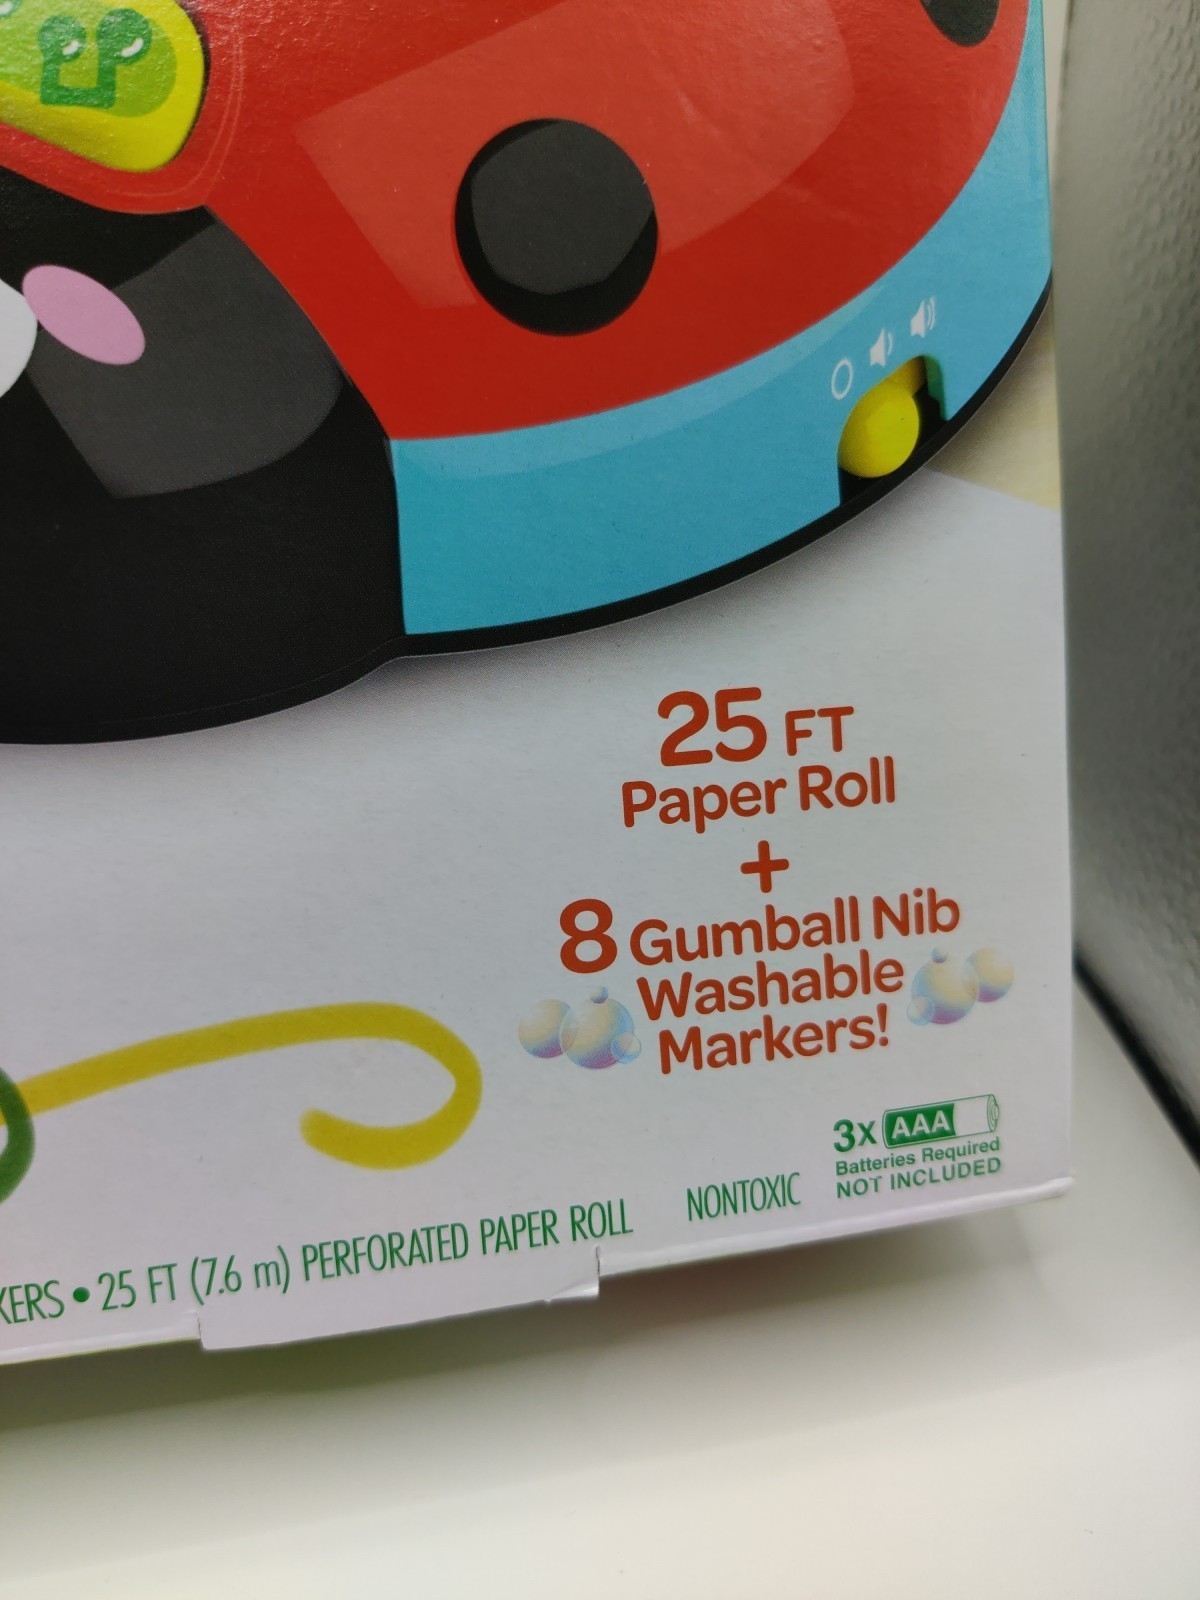 25 FT
Paper Roll
+
8 Gumball Nib
Washable
Markers!
3x AAA
Batteries Required
NOT INCLUDED
• 25 FT (7.6 m) PERFORATED PAPER ROLL NONTOXIC